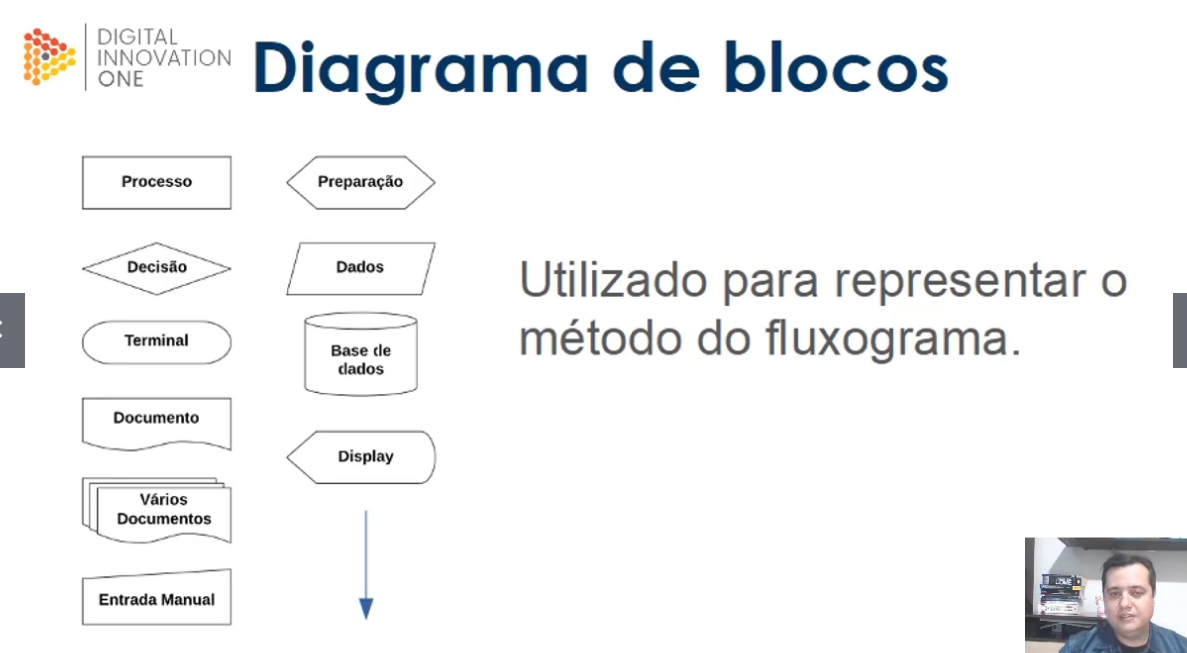 DIGITAL
INNOVATION
ONE
Diagrama de blocos
Processo
Preparação
Decisão
Dados
Terminal
Base de
dados
Documento
Display
Vários
Documentos
Entrada Manual
Utilizado para representar o
método do fluxograma.